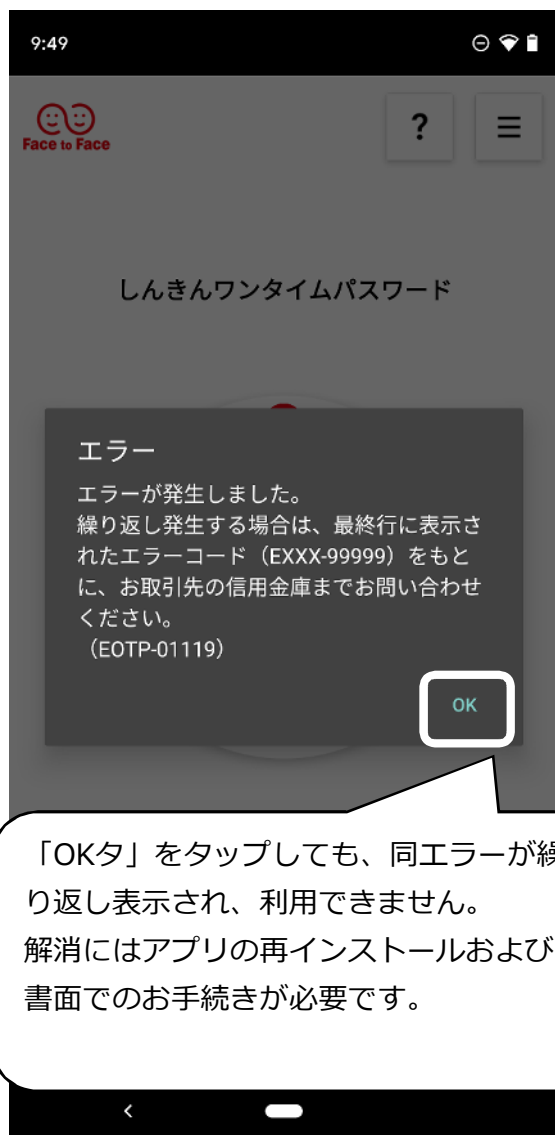 9:49
Face to Face
?
しんきんワンタイムパスワード
エラー
エラーが発生しました。
繰り返し発生する場合は、最終行に表示さ
れたエラーコード（EXXX-99999）をもと
に、お取引先の信用金庫までお問い合わせ
ください。
（EOTP-01119）
OK
「OKタ」をタップしても、同エラーが繰
り返し表示され、利用できません。
解消にはアプリの再インストールおよび
書面でのお手続きが必要です。